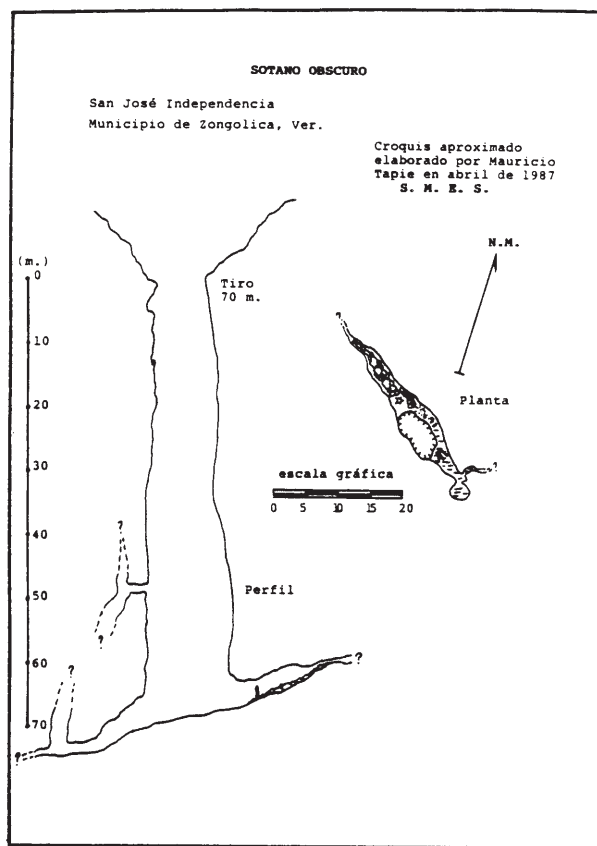 SOTANO OBSCURO
San José Independencia
Municipio de Zongolica, Ver.
Croquis aproximado
elaborado por Mauricio
Tapie en abril de 1987
S. M. E. S.
N.M.
(m.)
0
Tiro
70 m.
10
?
20
Planta
30
?
escala gráfica
0 5 10 15 20
40
?
50
Perfil
?
60
?
?
70
?